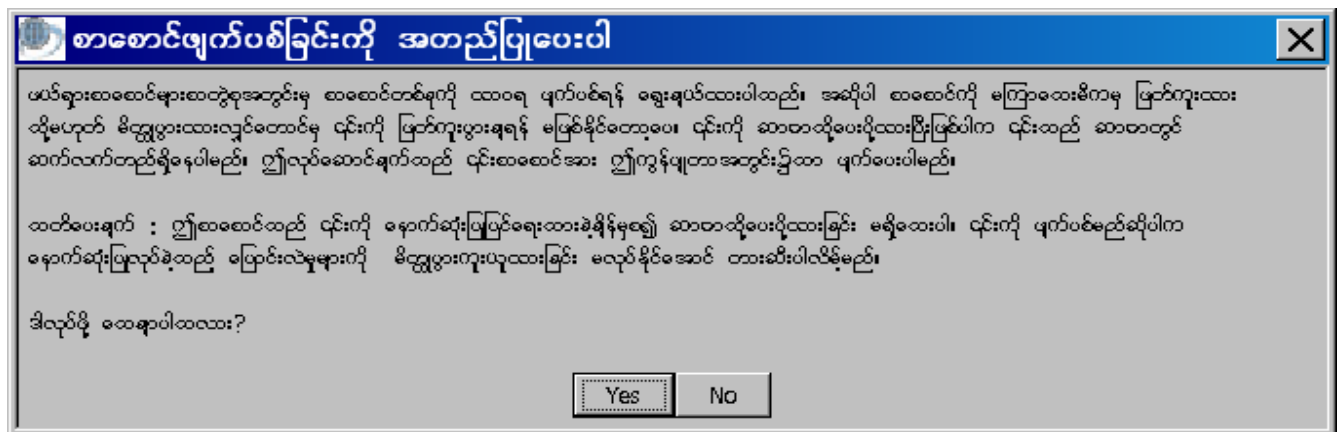 စာစောင်ဖျက်ပစ်ခြင်းကို အတည်ပြုပေးပါ
ဖယ်ရှားစာစောင်များစာတွဲစုအတွင်းမှ စာစောင်တစ်ခုကို ထာဝရ ဖျက်ပစ်ရန် ရွေးချယ်ထားပါသည်။ အဆိုပါ စာစောင်ကို မကြာသေးမီကမှ ဖြတ်ကူးထား
သို့မဟုတ် မိတ္တူပွားထားလျှင်တောင်မှ ၎င်းကို ဖြတ်ကူးပွားချရန် မဖြစ်နိုင်တော့ပေ။ ၎င်းကို ဆာဗာသို့ပေးပို့ထားပြီးဖြစ်ပါက ၎င်းသည် ဆာဗာတွင်
ဆက်လက်တည်ရှိနေပါမည်။ ဤလုပ်ဆောင်ချက်သည် ၎င်းစာစောင်အား ဤကွန်ပျူတာအတွင်း၌သာ ဖျက်ပေးပါမည်။
သတိပေးချက် : ဤစာစောင်သည် ၎င်းကို နောက်ဆုံးပြုပြင်ရေးသားခဲ့ချိန်မှစ၍ ဆာဗာသို့ပေးပို့ထားခြင်း မရှိသေးပါ။ ၎င်းကို ဖျက်ပစ်မည်ဆိုပါက
နောက်ဆုံးပြုလုပ်ခဲ့သည့် ပြောင်းလဲမှုများကို မိတ္တူပွားကူးယူထားခြင်း မလုပ်နိုင်အောင် တားဆီးပါလိမ့်မည်။
ဒါလုပ်ဖို့ သေချာပါသလား?
Yes No